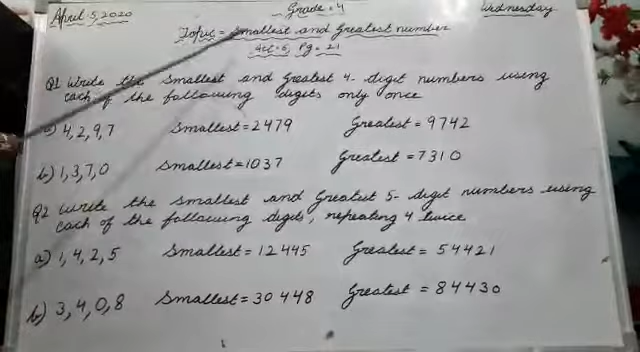 April 5, 2020 Grade = 4 Wednesday
Topic = Smallest and Greatest number
Act = 6, Pg = 21
Q1 Write the smallest and greatest 4-digit numbers using
each of the following digits only once
a) 4, 2, 9, 7 Smallest = 2479 Greatest = 9742
b) 1, 3, 7, 0 Smallest = 1037 Greatest = 7310
Q2 Write the smallest and greatest 5-digit numbers using
each of the following digits, repeating 4 twice
a) 1, 4, 2, 5 Smallest = 12445 Greatest = 54421
b) 3, 4, 0, 8 Smallest = 30448 Greatest = 84430